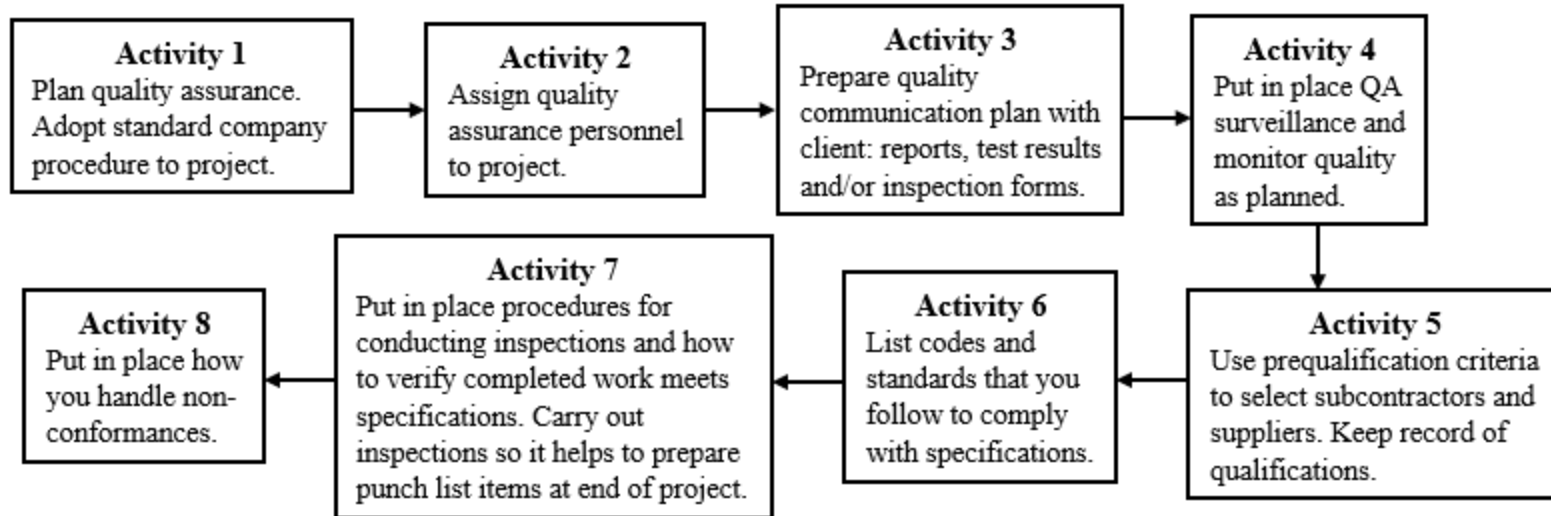 Activity 1
Plan quality assurance.
Adopt standard company
procedure to project.
Activity 2
Assign quality
assurance personnel
to project.
Activity 3
Prepare quality
communication plan with
client: reports, test results
and/or inspection forms.
Activity 4
Put in place QA
surveillance and
monitor quality
as planned.
Activity 5
Use prequalification criteria
to select subcontractors and
suppliers. Keep record of
qualifications.
Activity 6
List codes and
standards that you
follow to comply
with specifications.
Activity 7
Put in place procedures for
conducting inspections and how
to verify completed work meets
specifications. Carry out
inspections so it helps to prepare
punch list items at end of project.
Activity 8
Put in place how
you handle non-
conformances.